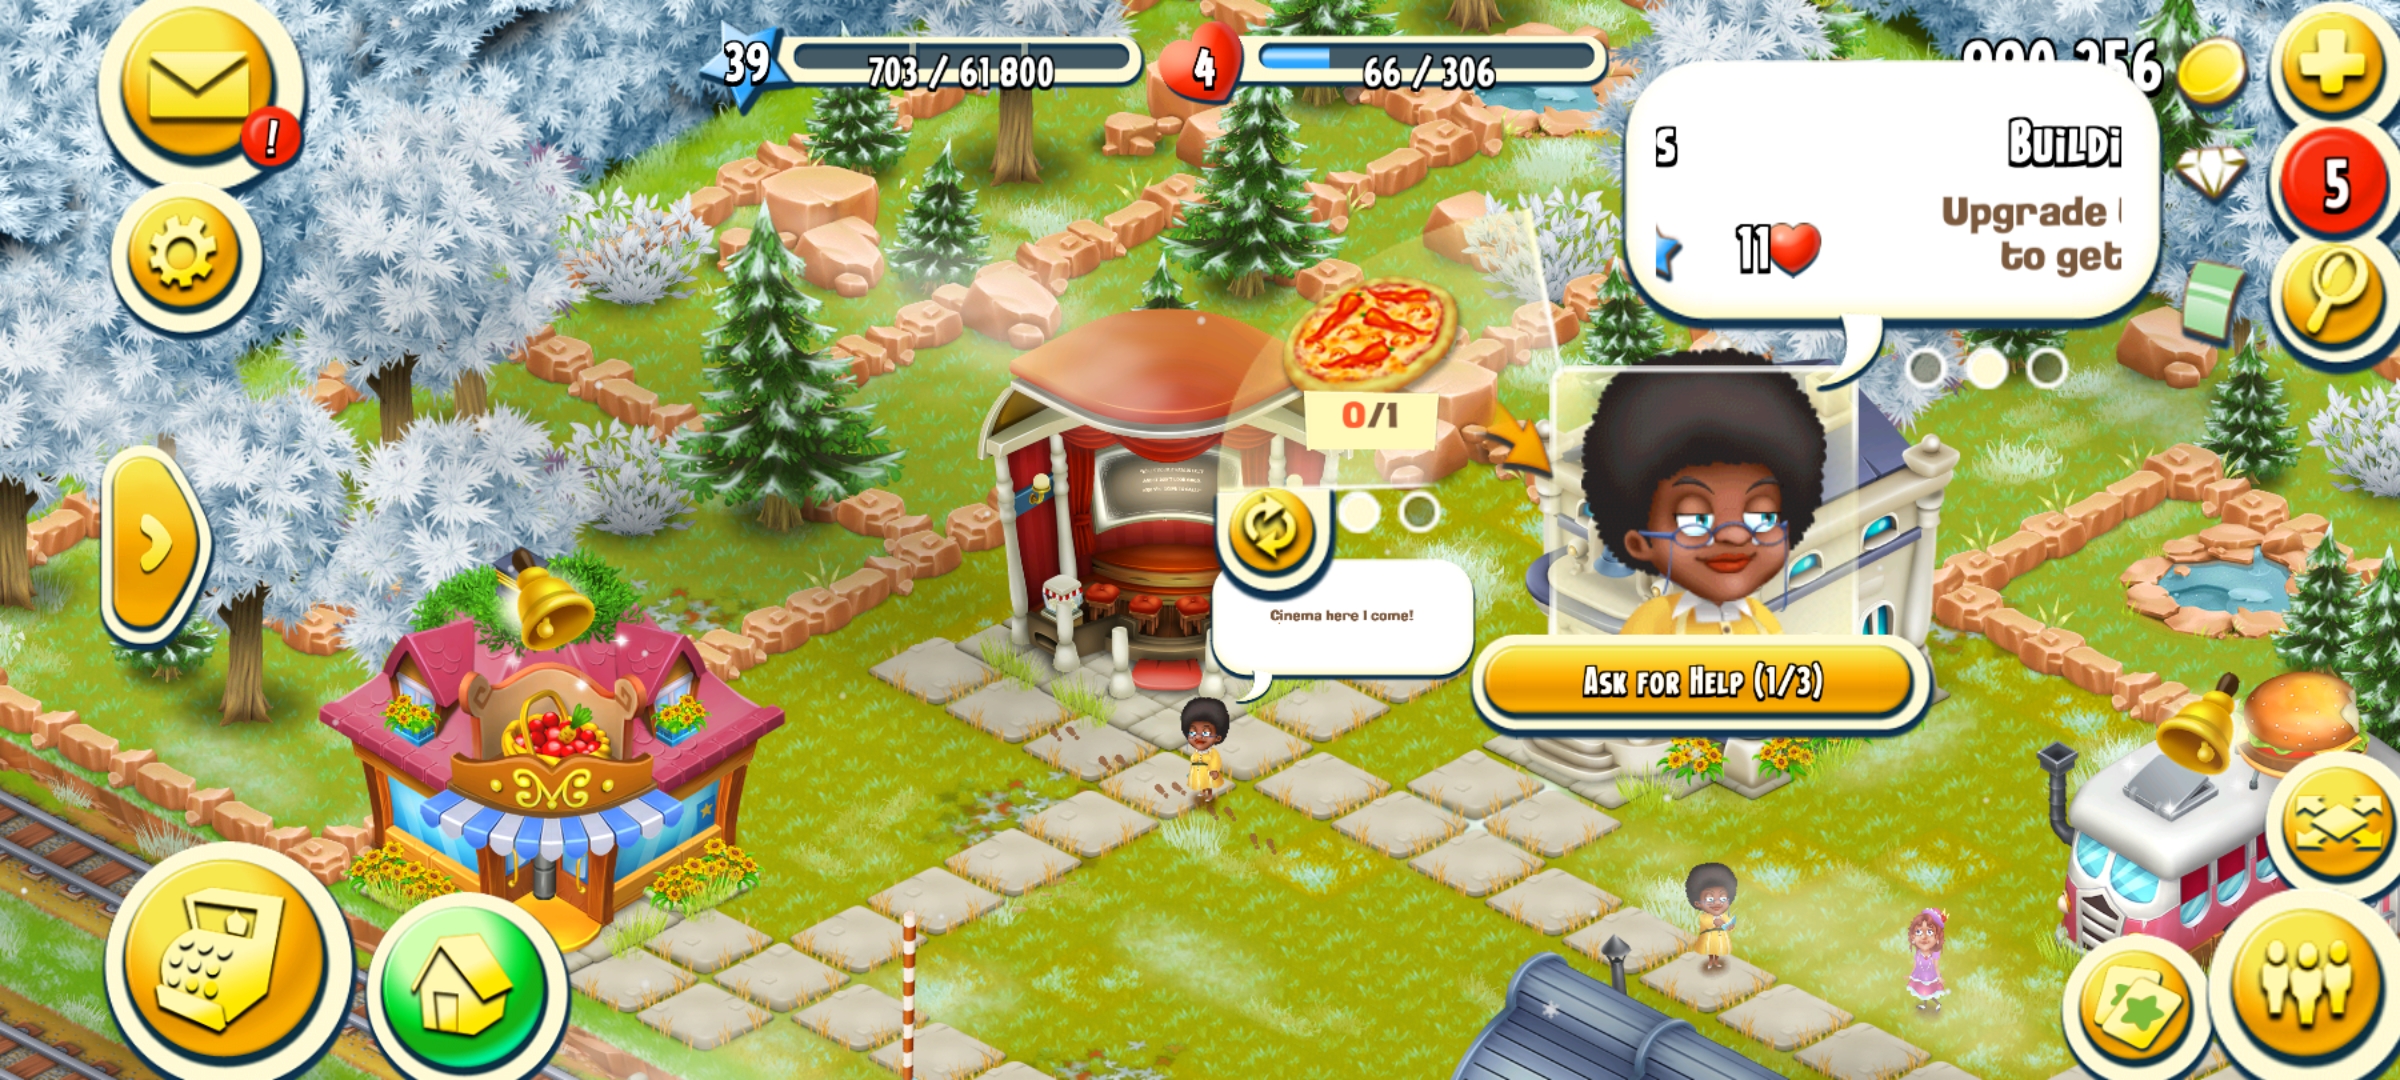 39
703 / 61 800
4
66 / 306
!
S
BUILDI
11
Upgrade
to get
5
0/1
Cinema here I come!
ASK FOR HELP (1/3)